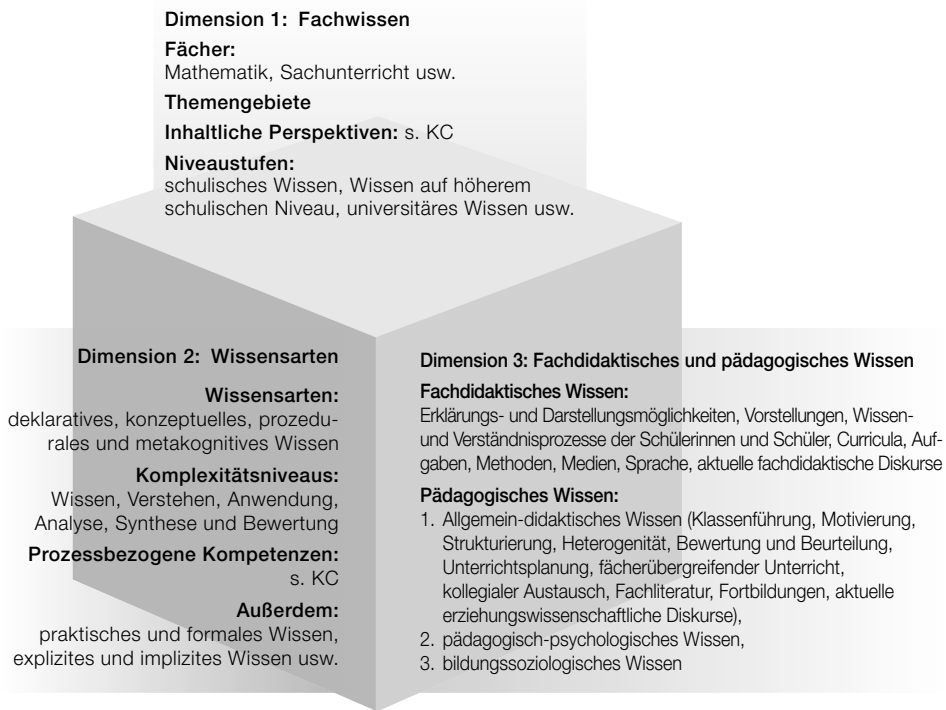 Dimension 1: Fachwissen
Fächer:
Mathematik, Sachunterricht usw.
Themengebiete
Inhaltliche Perspektiven: s. KC
Niveaustufen:
schulisches Wissen, Wissen auf höherem
schulischen Niveau, universitäres Wissen usw.
Dimension 2: Wissensarten
Wissensarten:
deklaratives, konzeptuelles, prozedu-
rales und metakognitives Wissen
Komplexitätsniveaus:
Wissen, Verstehen, Anwendung,
Analyse, Synthese und Bewertung
Prozessbezogene Kompetenzen:
s. KC
Außerdem:
praktisches und formales Wissen,
explizites und implizites Wissen usw.
Dimension 3: Fachdidaktisches und pädagogisches Wissen
Fachdidaktisches Wissen:
Erklärungs- und Darstellungsmöglichkeiten, Vorstellungen, Wissen-
und Verständnisprozesse der Schülerinnen und Schüler, Curricula, Auf-
gaben, Methoden, Medien, Sprache, aktuelle fachdidaktische Diskurse
Pädagogisches Wissen:
1. Allgemein-didaktisches Wissen (Klassenführung, Motivierung,
Strukturierung, Heterogenität, Bewertung und Beurteilung,
Unterrichtsplanung, fächerübergreifender Unterricht,
kollegialer Austausch, Fachliteratur, Fortbildungen, aktuelle
erziehungswissenschaftliche Diskurse),
2. pädagogisch-psychologisches Wissen,
3. bildungssoziologisches Wissen